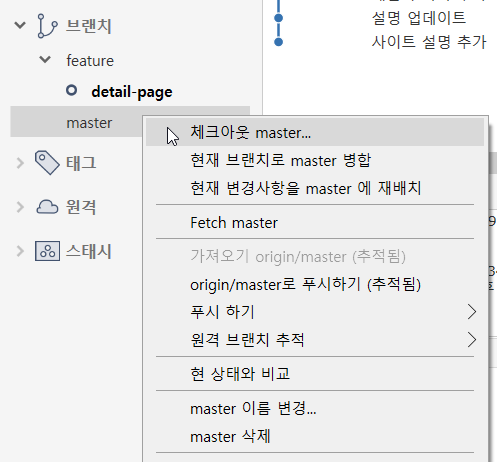 브랜치
feature
detail-page
master
태그
원격
스태시
설명 업데이트
사이트 설명 추가
체크아웃 master...
현재 브랜치로 master 병합
현재 변경사항을 master 에 재배치
Fetch master
가져오기 origin/master (추적됨)
origin/master로 푸시하기 (추적됨)
푸시 하기
원격 브랜치 추적
현 상태와 비교
master 이름 변경...
master 삭제